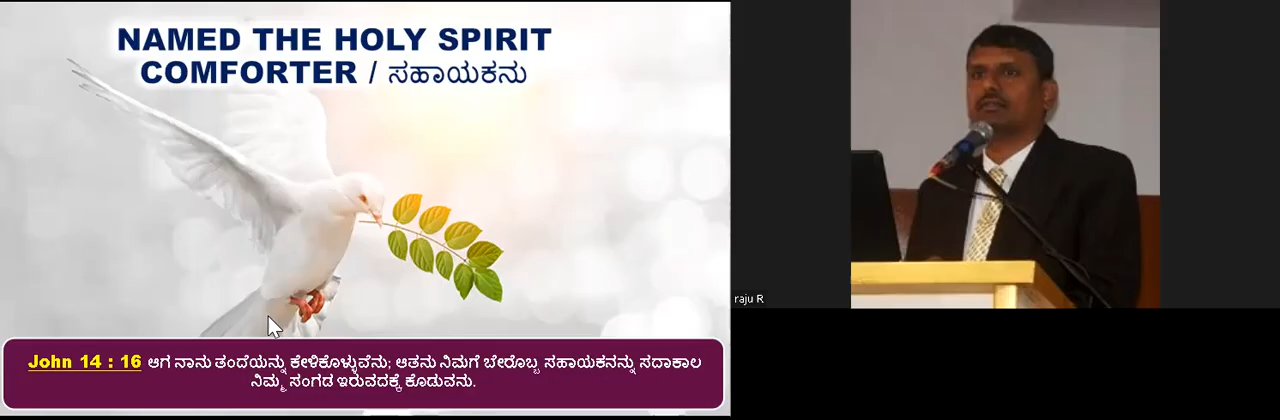 NAMED THE HOLY SPIRIT
COMFORTER / ಸಹಾಯಕನು
John 14 : 16 ಆಗ ನಾನು ತಂದೆಯನ್ನು ಕೇಳಿಕೊಳ್ಳುವೆನು; ಆತನು ನಿಮಗೆ ಬೇರೊಬ್ಬ ಸಹಾಯಕನನ್ನು ಸದಾಕಾಲ
ನಿಮ್ಮ ಸಂಗಡ ಇರುವದಕ್ಕೆ ಕೊಡುವನು.
raju R